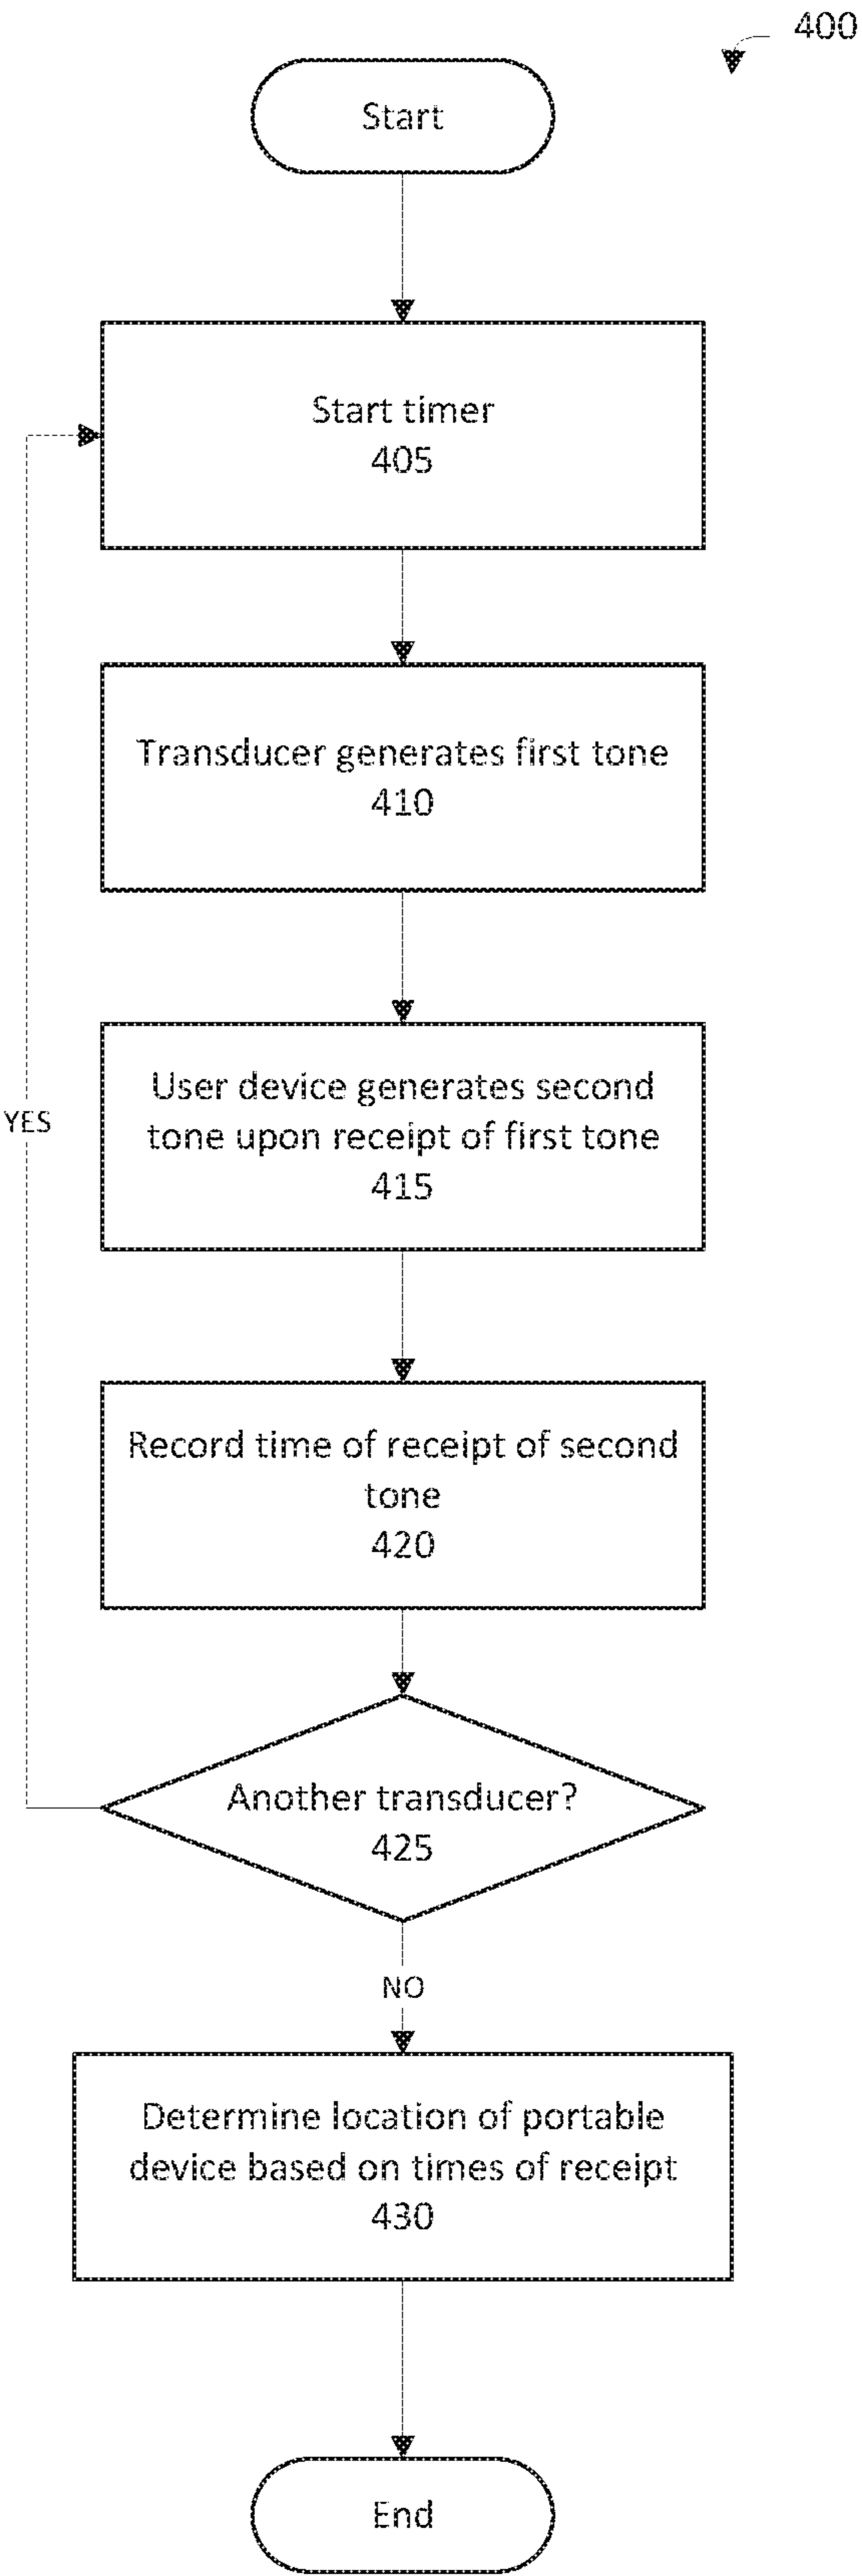 400
Start
Start timer
405
Transducer generates first tone
410
User device generates second
tone upon receipt of first tone
415
YES
Record time of receipt of second
tone
420
Another transducer?
425
NO
Determine location of portable
device based on times of receipt
430
End